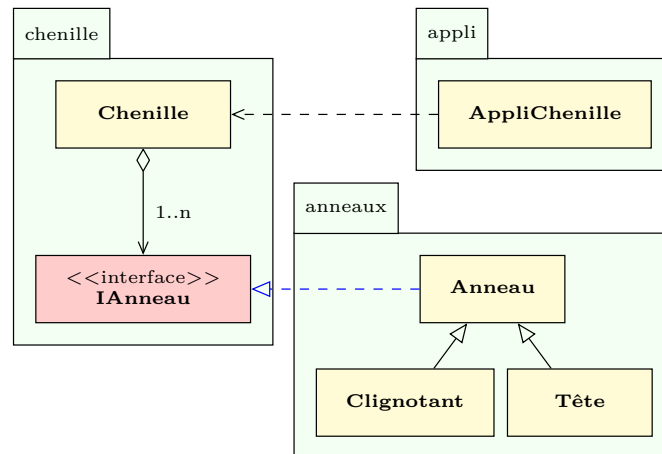 chenille
appli
Chenille
AppliChenille
1..n
anneaux
<<interface>>
IAnneau
Anneau
Clignotant
Tête